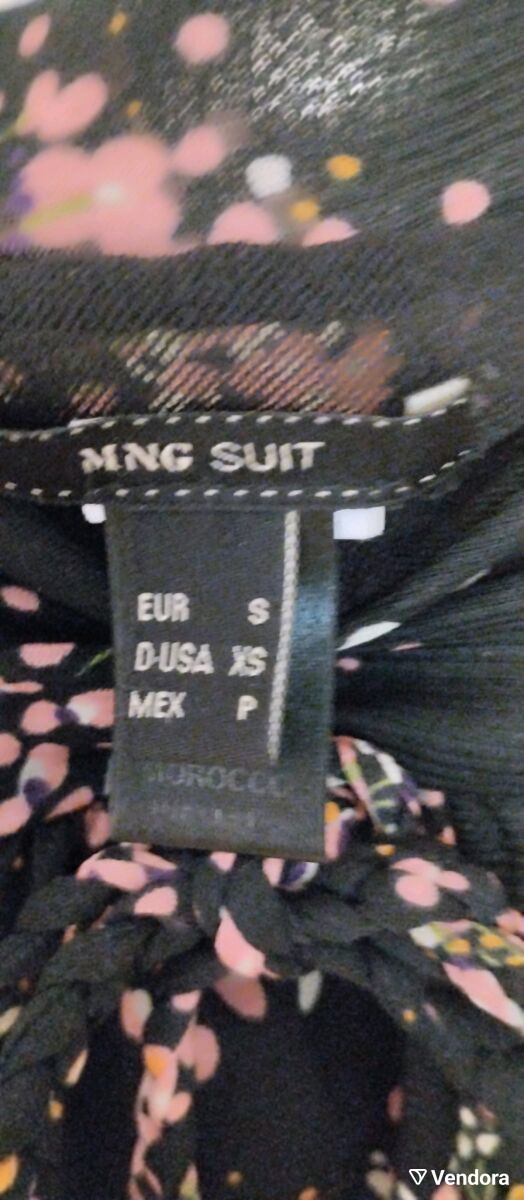 MNG SUIT
EUR S
D-USA XS
MEX P
MOROCCO
Vendora